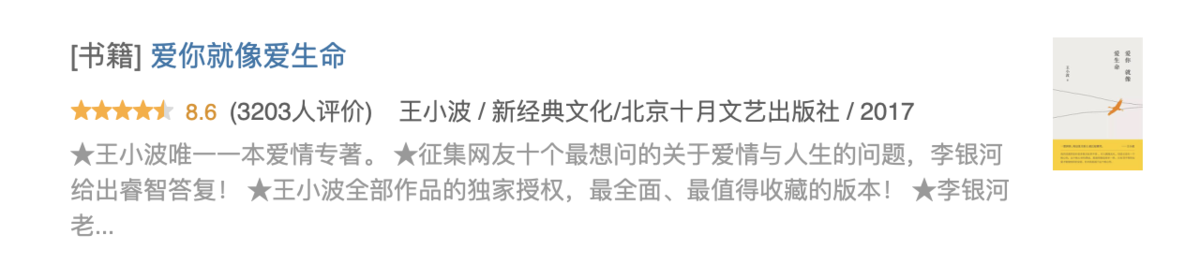 [书籍] 爱你就像爱生命
8.6 (3203人评价) 王小波 / 新经典文化/北京十月文艺出版社 / 2017
★王小波唯一一本爱情专著。 ★征集网友十个最想问的关于爱情与人生的问题，李银河
给出睿智答复！ ★王小波全部作品的独家授权，最全面、最值得收藏的版本！ ★李银河
老...
爱你 就像
爱生命
王小波